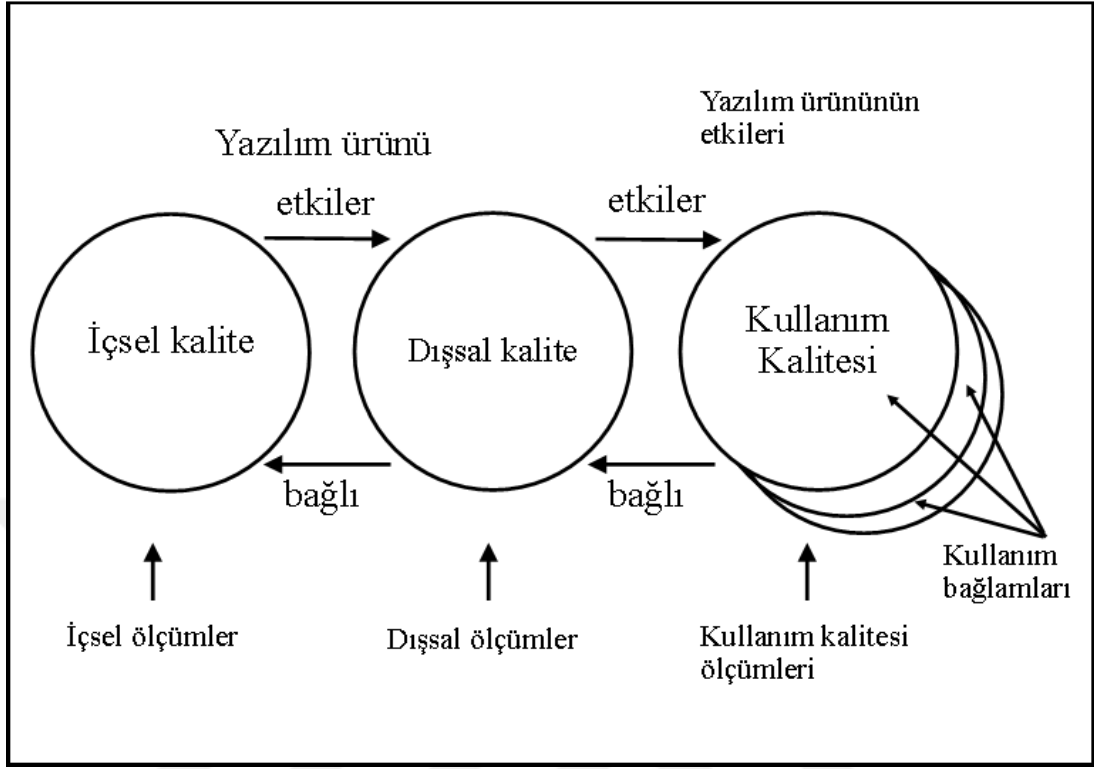 Yazılım ürününün
etkileri
Yazılım ürünü
etkiler
etkiler
İçsel kalite
Dışsal kalite
Kullanım
Kalitesi
bağlı
bağlı
Kullanım
bağlamları
İçsel ölçümler
Dışsal ölçümler
Kullanım kalitesi
ölçümleri